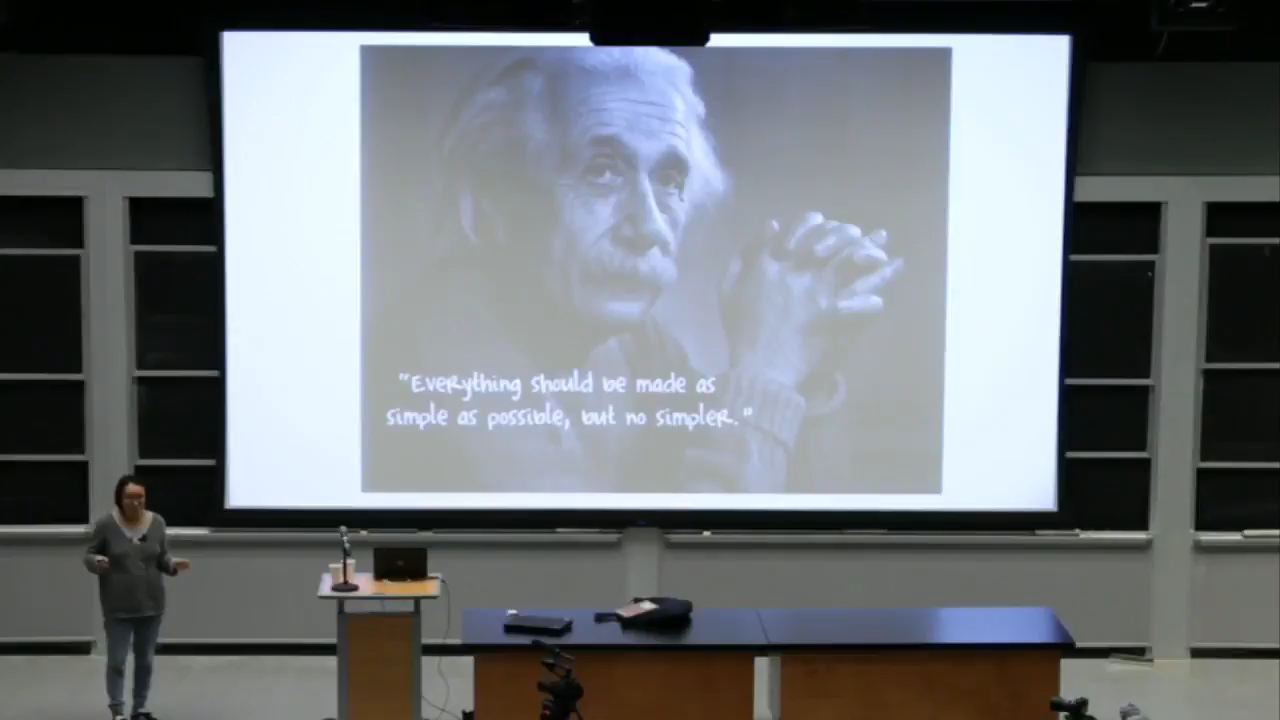 "Everything should be made as
simple as possible, but no simpler."